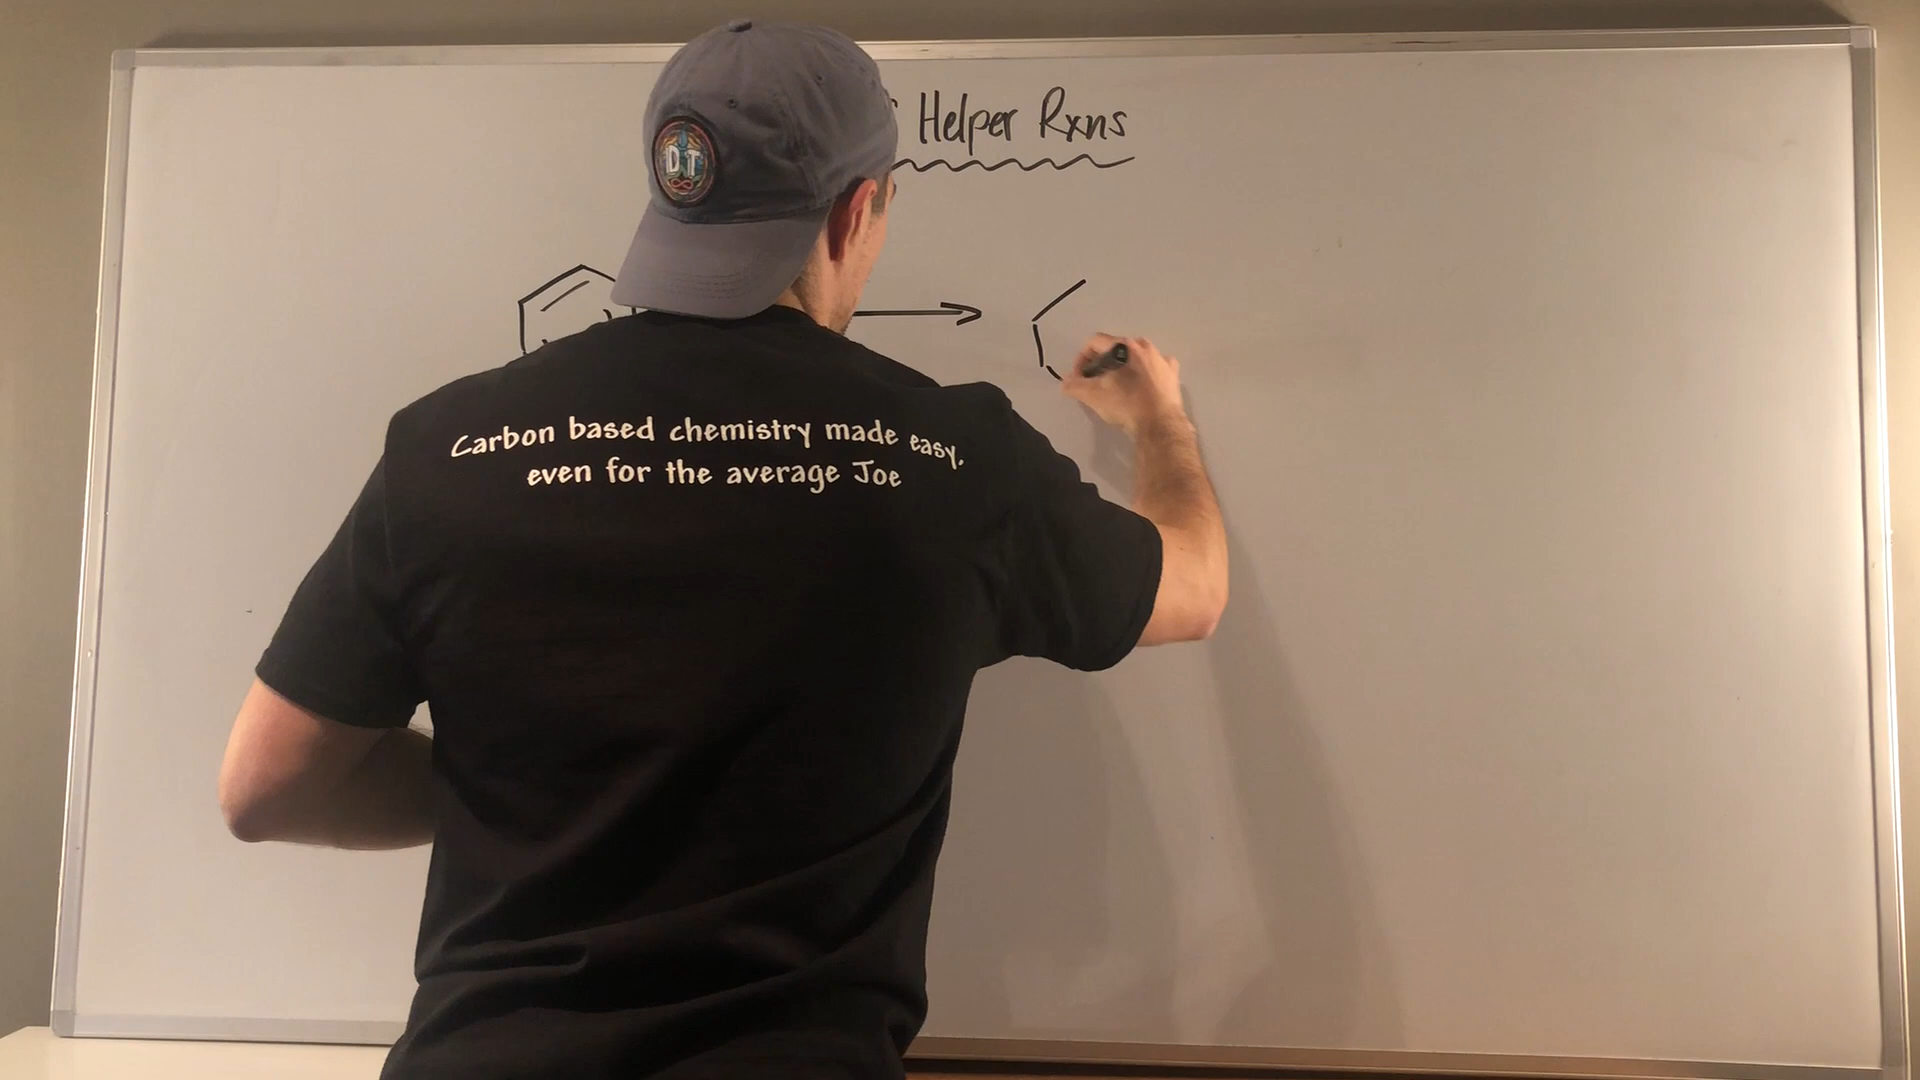 Helper Rxns
DT
Carbon based chemistry made easy,
even for the average Joe